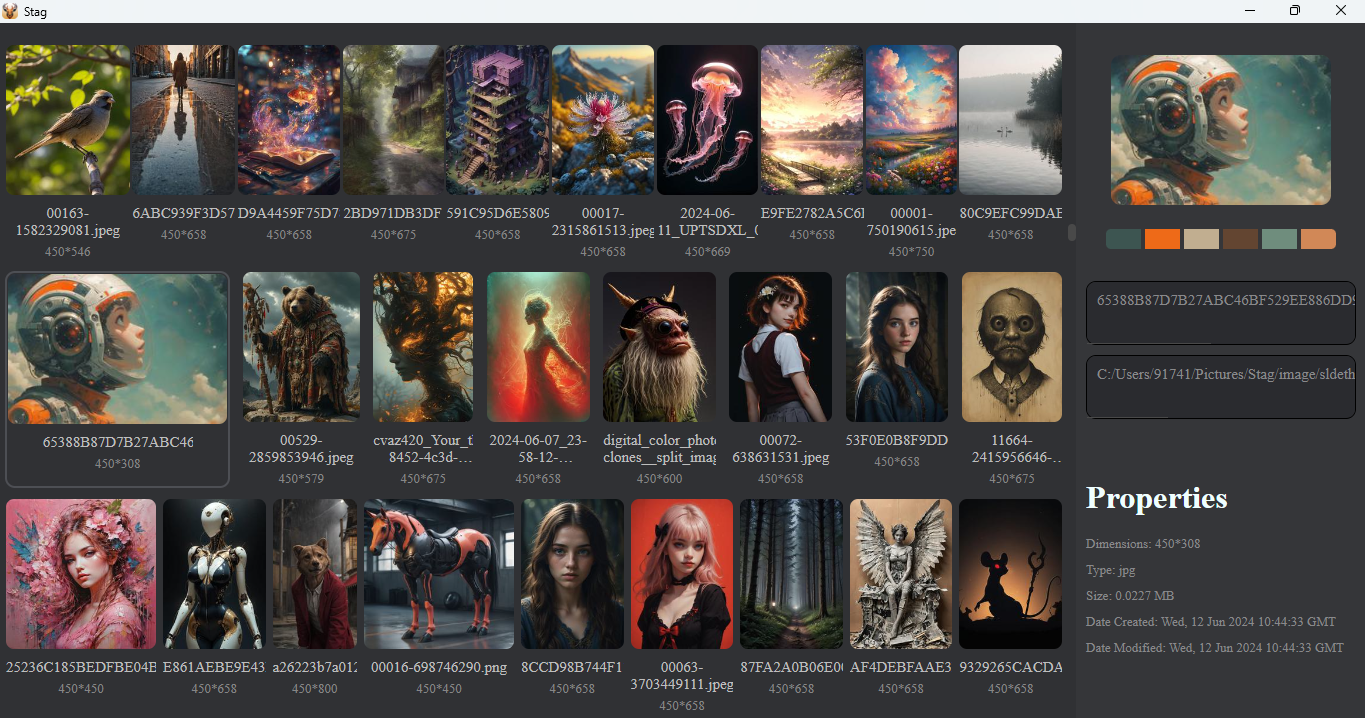 Stag
00163-
1582329081.jpeg
450*546
6ABC939F3D57
450*658
D9A4459F75D7
450*658
2BD971DB3DF
450*675
591C95D6E5809
450*658
00017-
2315861513.jpeg
450*658
2024-06-
11_UPTSDXL_0
450*669
E9FE2782A5C6
450*658
00001-
750190615.jpe
450*750
80C9EFC99DAE
450*658
65388B87D7B27ABC46
450*308
00529-
2859853946.jpeg
450*579
cvaz420_Your_t
8452-4c3d-...
450*675
2024-06-07_23-
58-12-...
450*658
digital_color_phot
clones__split_imag
450*600
00072-
638631531.jpeg
450*658
53F0E0B8F9DD
450*658
11664-
2415956646-..
450*675
25236C185BEDFBE04E
450*450
E861AEBE9E43
450*658
a26223b7a012
450*800
00016-698746290.png
450*450
8CCD98B744F1
450*658
00063-
3703449111.jpeg
450*658
87FA2A0B06E0
450*658
AF4DEBFAAE3
450*658
9329265CACDA
450*658
65388B87D7B27ABC46BF529EE886DD9
C:/Users/91741/Pictures/Stag/image/sldeth
Properties
Dimensions: 450*308
Type: jpg
Size: 0.0227 MB
Date Created: Wed, 12 Jun 2024 10:44:33 GMT
Date Modified: Wed, 12 Jun 2024 10:44:33 GMT